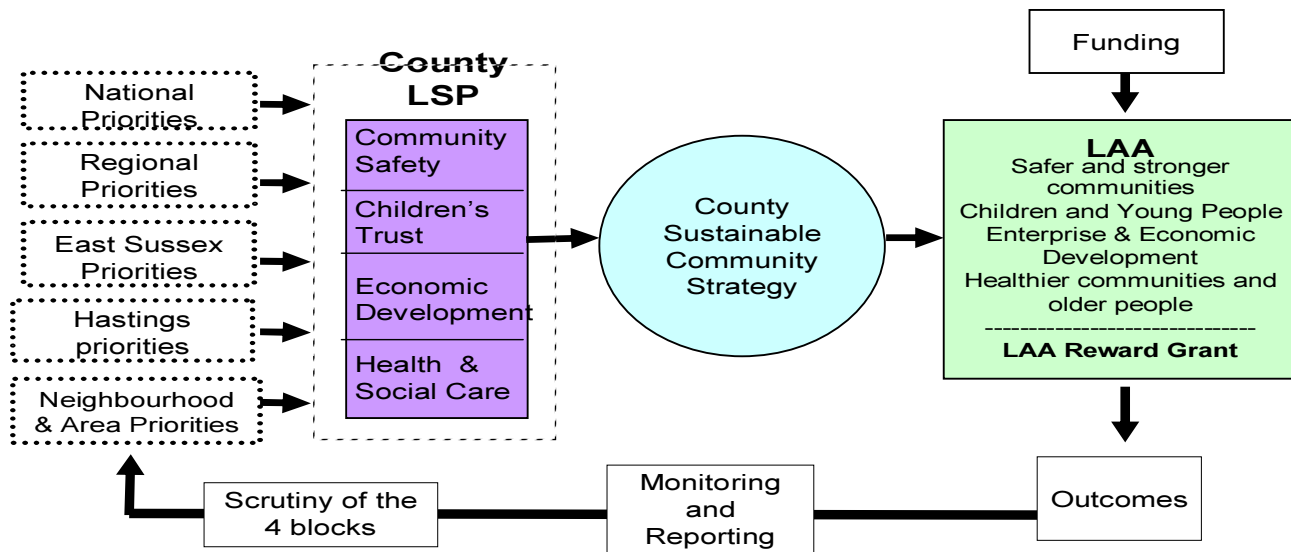 National
Priorities
Regional
Priorities
East Sussex
Priorities
Hastings
priorities
Neighbourhood
& Area Priorities
County
LSP
Community
Safety
Children's
Trust
Economic
Development
Health & 
Social Care
County
Sustainable
Community
Strategy
Funding
LAA
Safer and stronger
communities
Children and Young People
Enterprise & Economic
Development
Healthier communities and
older people
--------------------------------
LAA Reward Grant
Outcomes
Monitoring
and
Reporting
Scrutiny of the
4 blocks